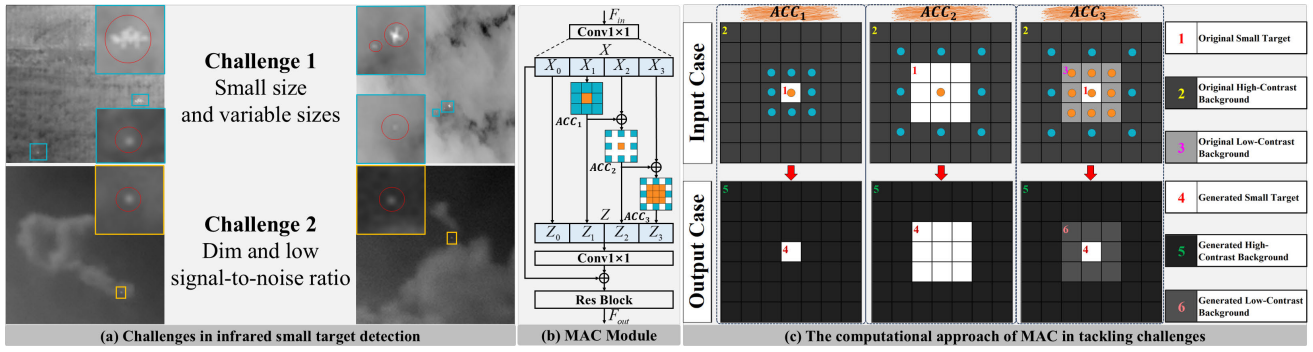 Challenge 1
Small size
and variable sizes
Challenge 2
Dim and low
signal-to-noise ratio
(a) Challenges in infrared small target detection
F_in
Conv1×1
X
X_0 X_1 X_2 X_3
ACC_1
ACC_2
ACC_3
Z
Z_0 Z_1 Z_2 Z_3
Conv1×1
Res Block
F_out
(b) MAC Module
ACC_1 ACC_2 ACC_3
Input Case
2 2 2
1 1 3 1
Output Case
5 5 5
4 4 6 4
1 Original Small Target
2 Original High-Contrast
Background
3 Original Low-Contrast
Background
4 Generated Small Target
5 Generated High-
Contrast Background
6 Generated Low-Contrast
Background
(c) The computational approach of MAC in tackling challenges